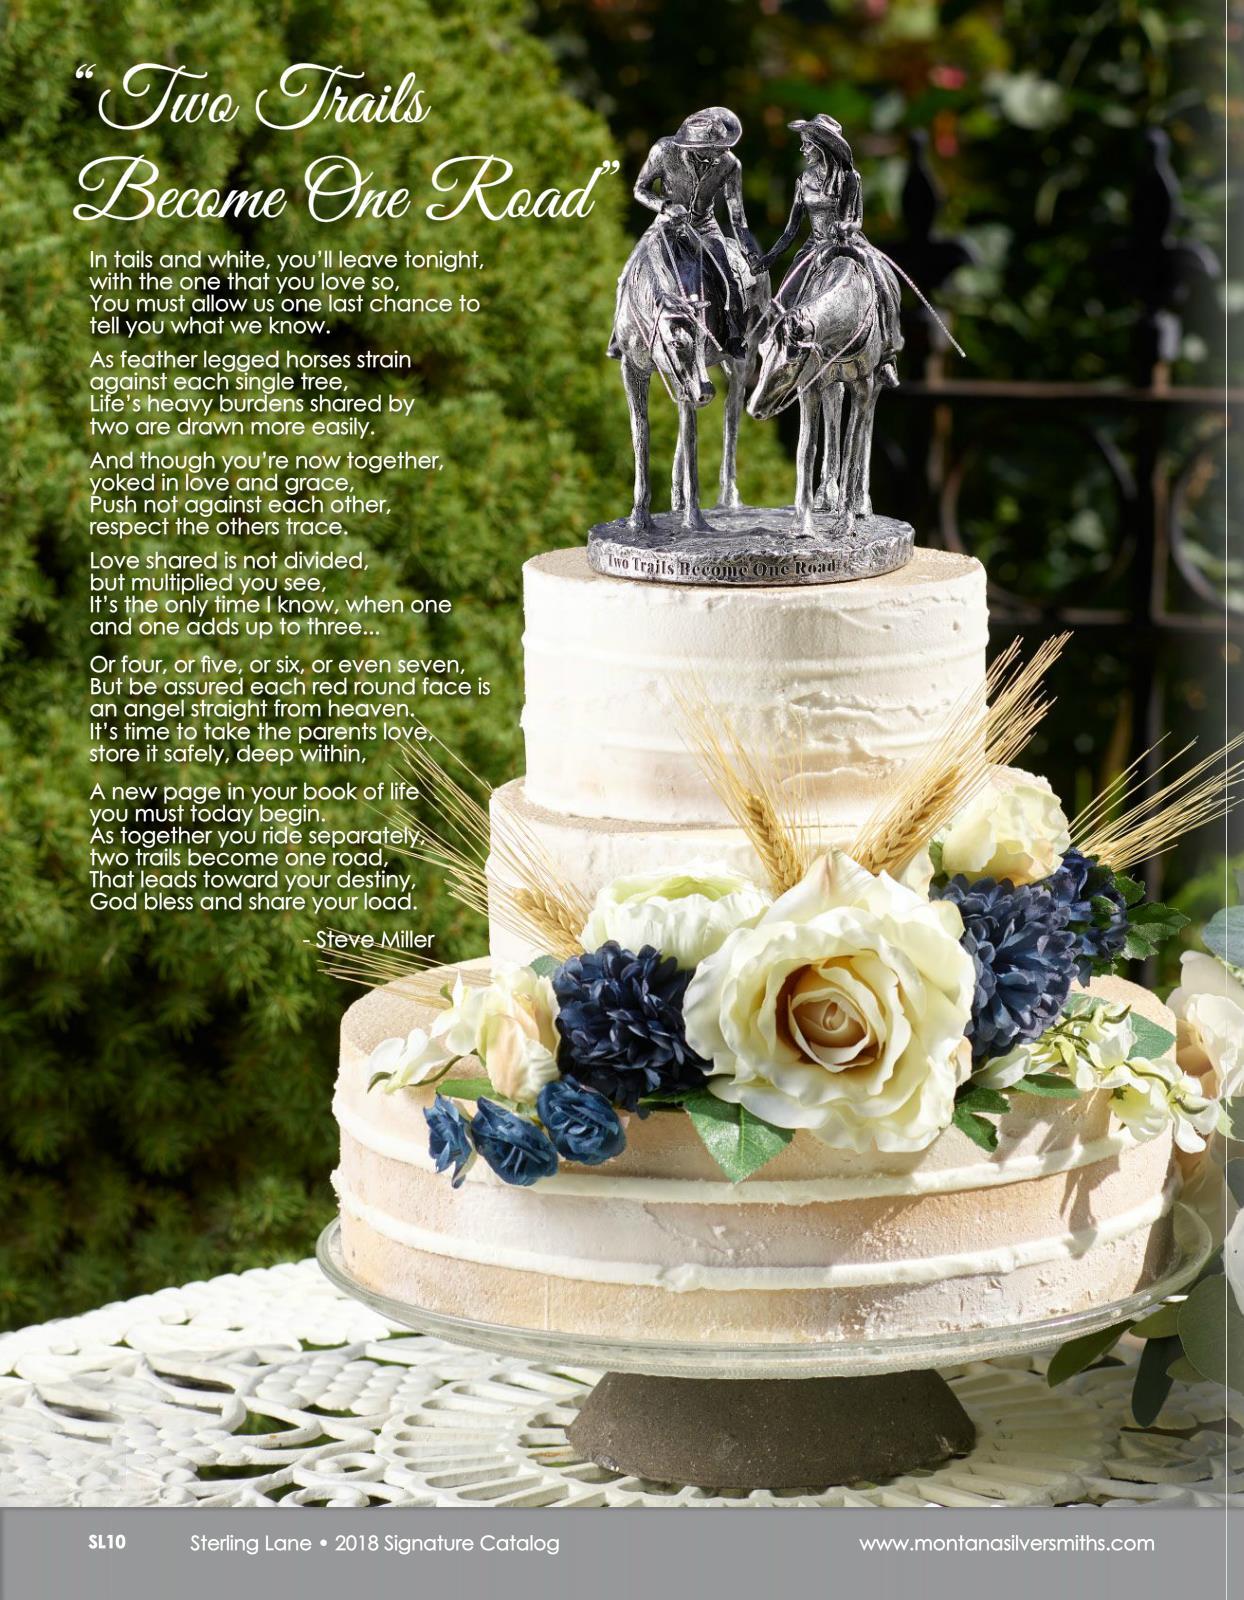 “Two Trails
Become One Road”
In tails and white, you’ll leave tonight,
with the one that you love so,
You must allow us one last chance to
tell you what we know.
As feather legged horses strain
against each single tree,
Life’s heavy burdens shared by
two are drawn more easily.
And though you’re now together,
yoked in love and grace,
Push not against each other,
respect the others trace.
Love shared is not divided,
but multiplied you see,
It’s the only time I know, when one
and one adds up to three...
Or four, or five, or six, or even seven,
But be assured each red round face is
an angel straight from heaven.
It’s time to take the parents love,
store it safely, deep within,
A new page in your book of life
you must today begin.
As together you ride separately,
two trails become one road,
That leads toward your destiny,
God bless and share your load.
- Steve Miller
Two Trails Become One Road
SL10 Sterling Lane • 2018 Signature Catalog www.montanasilversmiths.com